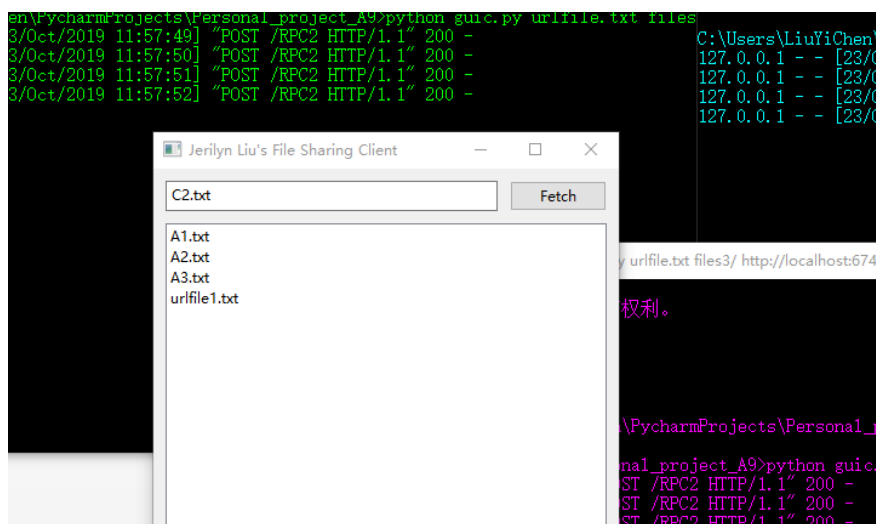 en\PycharmProjects\Personal_project_A9>python guic.py urlfile.txt files
3/Oct/2019 11:57:49] "POST /RPC2 HTTP/1.1" 200 -
3/Oct/2019 11:57:50] "POST /RPC2 HTTP/1.1" 200 -
3/Oct/2019 11:57:51] "POST /RPC2 HTTP/1.1" 200 -
3/Oct/2019 11:57:52] "POST /RPC2 HTTP/1.1" 200 -
C:\Users\LiuYiChen\
127.0.0.1 - - [23/
127.0.0.1 - - [23/
127.0.0.1 - - [23/
127.0.0.1 - - [23/
Jerilyn Liu's File Sharing Client
C2.txt
Fetch
A1.txt
A2.txt
A3.txt
urlfile1.txt
y urlfile.txt files3/ http://localhost:674
权利。
\PycharmProjects\Personal_
nal_project_A9>python guic.
ST /RPC2 HTTP/1.1" 200 -
ST /RPC2 HTTP/1.1" 200 -
ST /RPC2 HTTP/1.1" 200 -